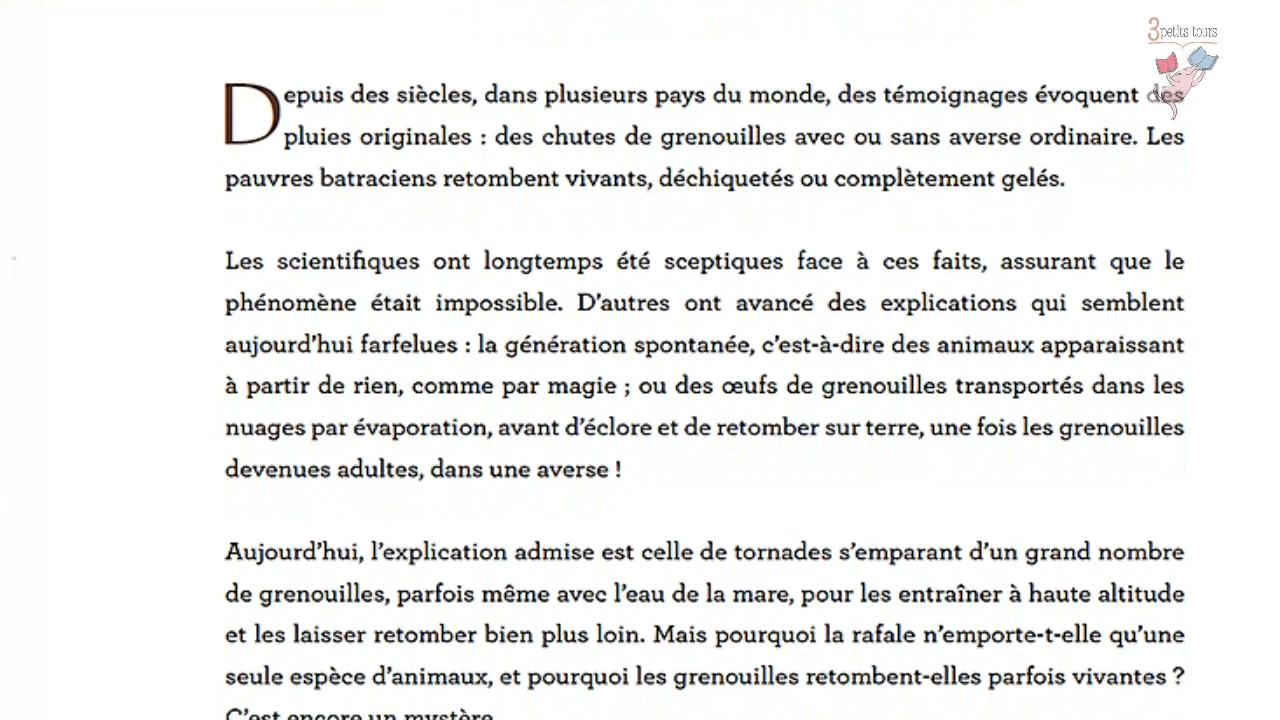 3 petits tours
Depuis des siècles, dans plusieurs pays du monde, des témoignages évoquent des
pluies originales : des chutes de grenouilles avec ou sans averse ordinaire. Les
pauvres batraciens retombent vivants, déchiquetés ou complètement gelés.
Les scientifiques ont longtemps été sceptiques face à ces faits, assurant que le
phénomène était impossible. D’autres ont avancé des explications qui semblent
aujourd’hui farfelues : la génération spontanée, c’est-à-dire des animaux apparaissant
à partir de rien, comme par magie ; ou des œufs de grenouilles transportés dans les
nuages par évaporation, avant d’éclore et de retomber sur terre, une fois les grenouilles
devenues adultes, dans une averse !
Aujourd’hui, l’explication admise est celle de tornades s’emparant d’un grand nombre
de grenouilles, parfois même avec l’eau de la mare, pour les entraîner à haute altitude
et les laisser retomber bien plus loin. Mais pourquoi la rafale n’emporte-t-elle qu’une
seule espèce d’animaux, et pourquoi les grenouilles retombent-elles parfois vivantes ?
C’est encore un mystère.